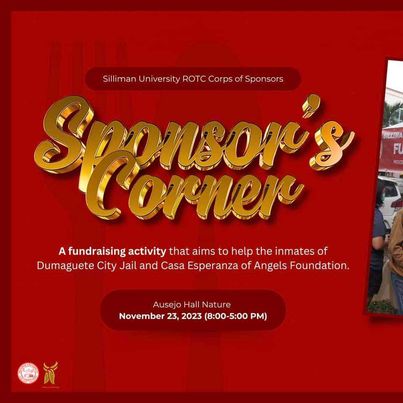 Silliman University ROTC Corps of Sponsors
Sponsor's
Corner
A fundraising activity that aims to help the inmates of
Dumaguete City Jail and Casa Esperanza of Angels Foundation.
Ausejo Hall Nature
November 23, 2023 (8:00-5:00 PM)